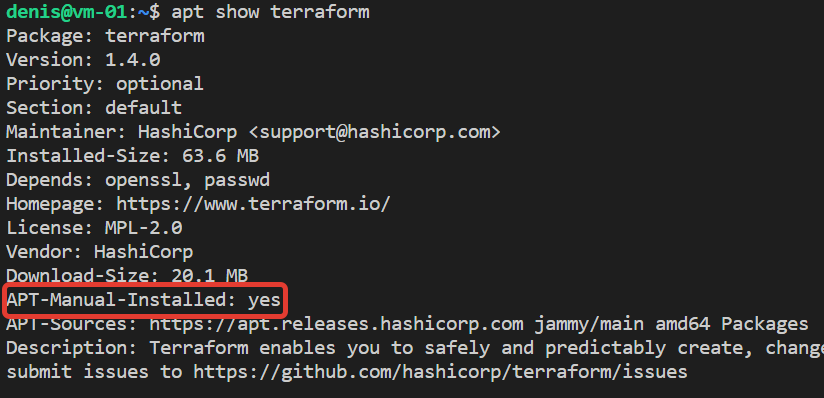 denis@vm-01:~$ apt show terraform
Package: terraform
Version: 1.4.0
Priority: optional
Section: default
Maintainer: HashiCorp <support@hashicorp.com>
Installed-Size: 63.6 MB
Depends: openssl, passwd
Homepage: https://www.terraform.io/
License: MPL-2.0
Vendor: HashiCorp
Download-Size: 20.1 MB
APT-Manual-Installed: yes
APT-Sources: https://apt.releases.hashicorp.com jammy/main amd64 Packages
Description: Terraform enables you to safely and predictably create, change
submit issues to https://github.com/hashicorp/terraform/issues